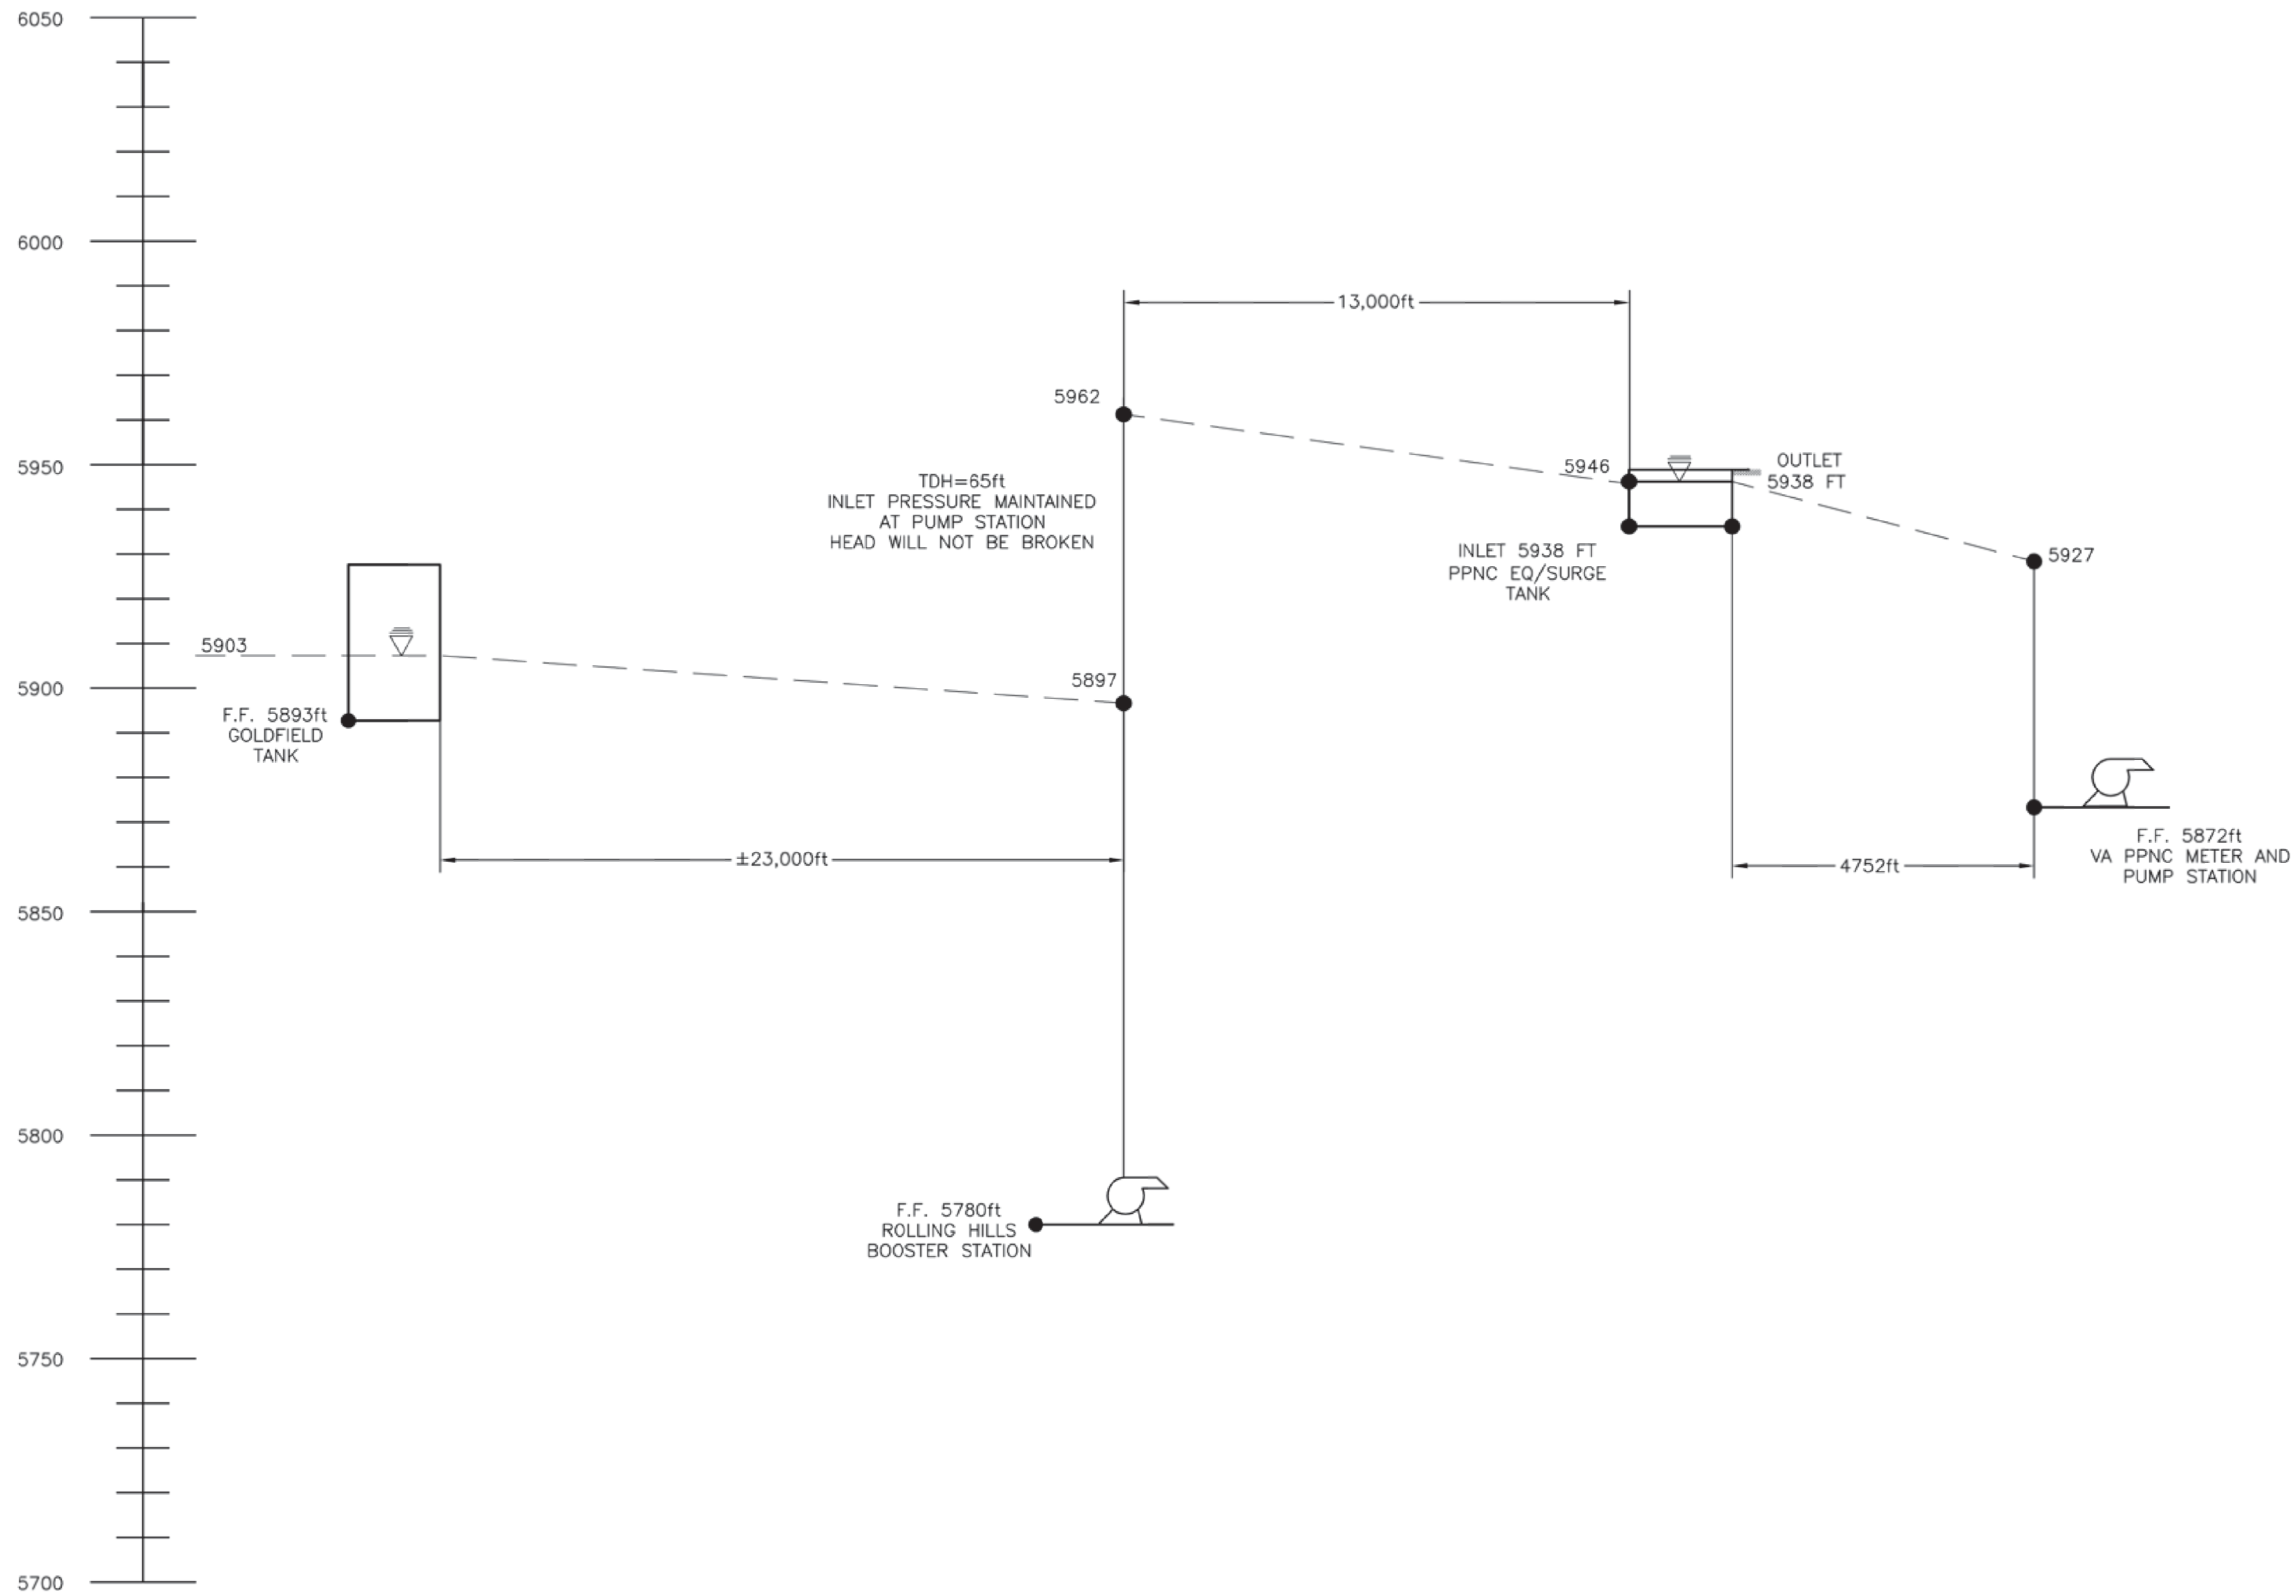 6050
6000
5950
5900
5850
5800
5750
5700
5903
F.F. 5893ft
GOLDFIELD
TANK
±23,000ft
TDH=65ft
INLET PRESSURE MAINTAINED
AT PUMP STATION
HEAD WILL NOT BE BROKEN
5962
5897
F.F. 5780ft
ROLLING HILLS
BOOSTER STATION
13,000ft
5946
INLET 5938 FT
PPNC EQ/SURGE
TANK
OUTLET
5938 FT
5927
4752ft
F.F. 5872ft
VA PPNC METER AND
PUMP STATION